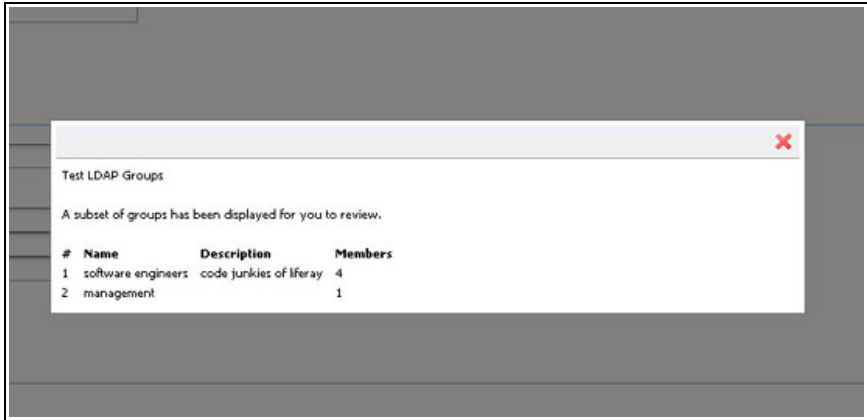 Test LDAP Groups
A subset of groups has been displayed for you to review.
# Name Description Members
1 software engineers code junkies of liferay 4
2 management 1